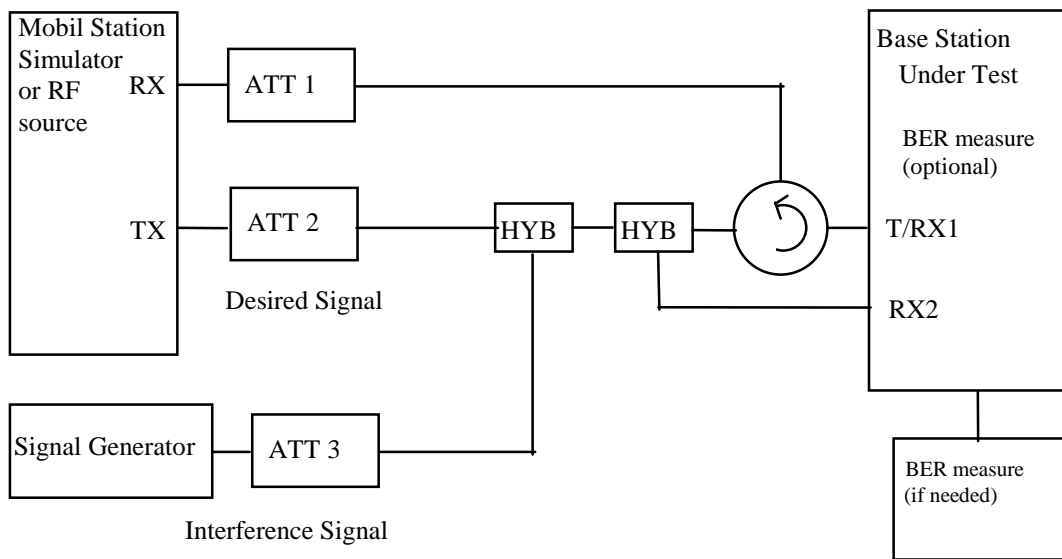 Mobil Station
Simulator
or RF
source
RX
TX
ATT 1
ATT 2
Desired Signal
HYB
HYB
Signal Generator
ATT 3
Interference Signal
Base Station
Under Test
BER measure
(optional)
T/RX1
RX2
BER measure
(if needed)